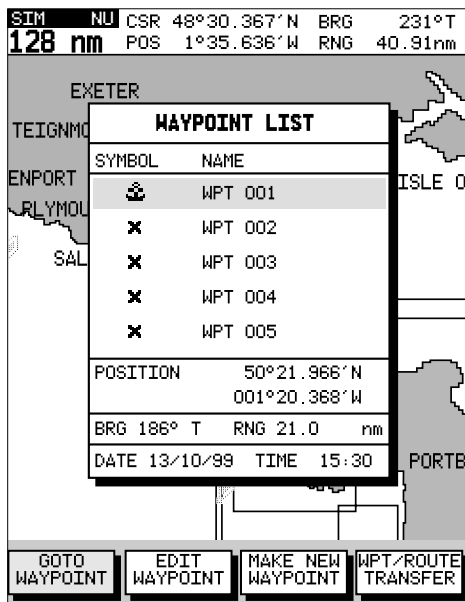 SIM NU CSR 48°30.367´N BRG 231°T
128 nm POS 1°35.636´W RNG 40.91nm
EXETER
TEIGNMO
WAYPOINT LIST
SYMBOL NAME
ENPORT
ISLE O
WPT 001
PLYMOU
WPT 002
SAL
WPT 003
WPT 004
WPT 005
POSITION 50°21.966´N
001°20.368´W
BRG 186° T RNG 21.0 nm
DATE 13/10/99 TIME 15:30
PORTB
GOTO WAYPOINT
EDIT WAYPOINT
MAKE NEW WAYPOINT
WPT/ROUTE TRANSFER